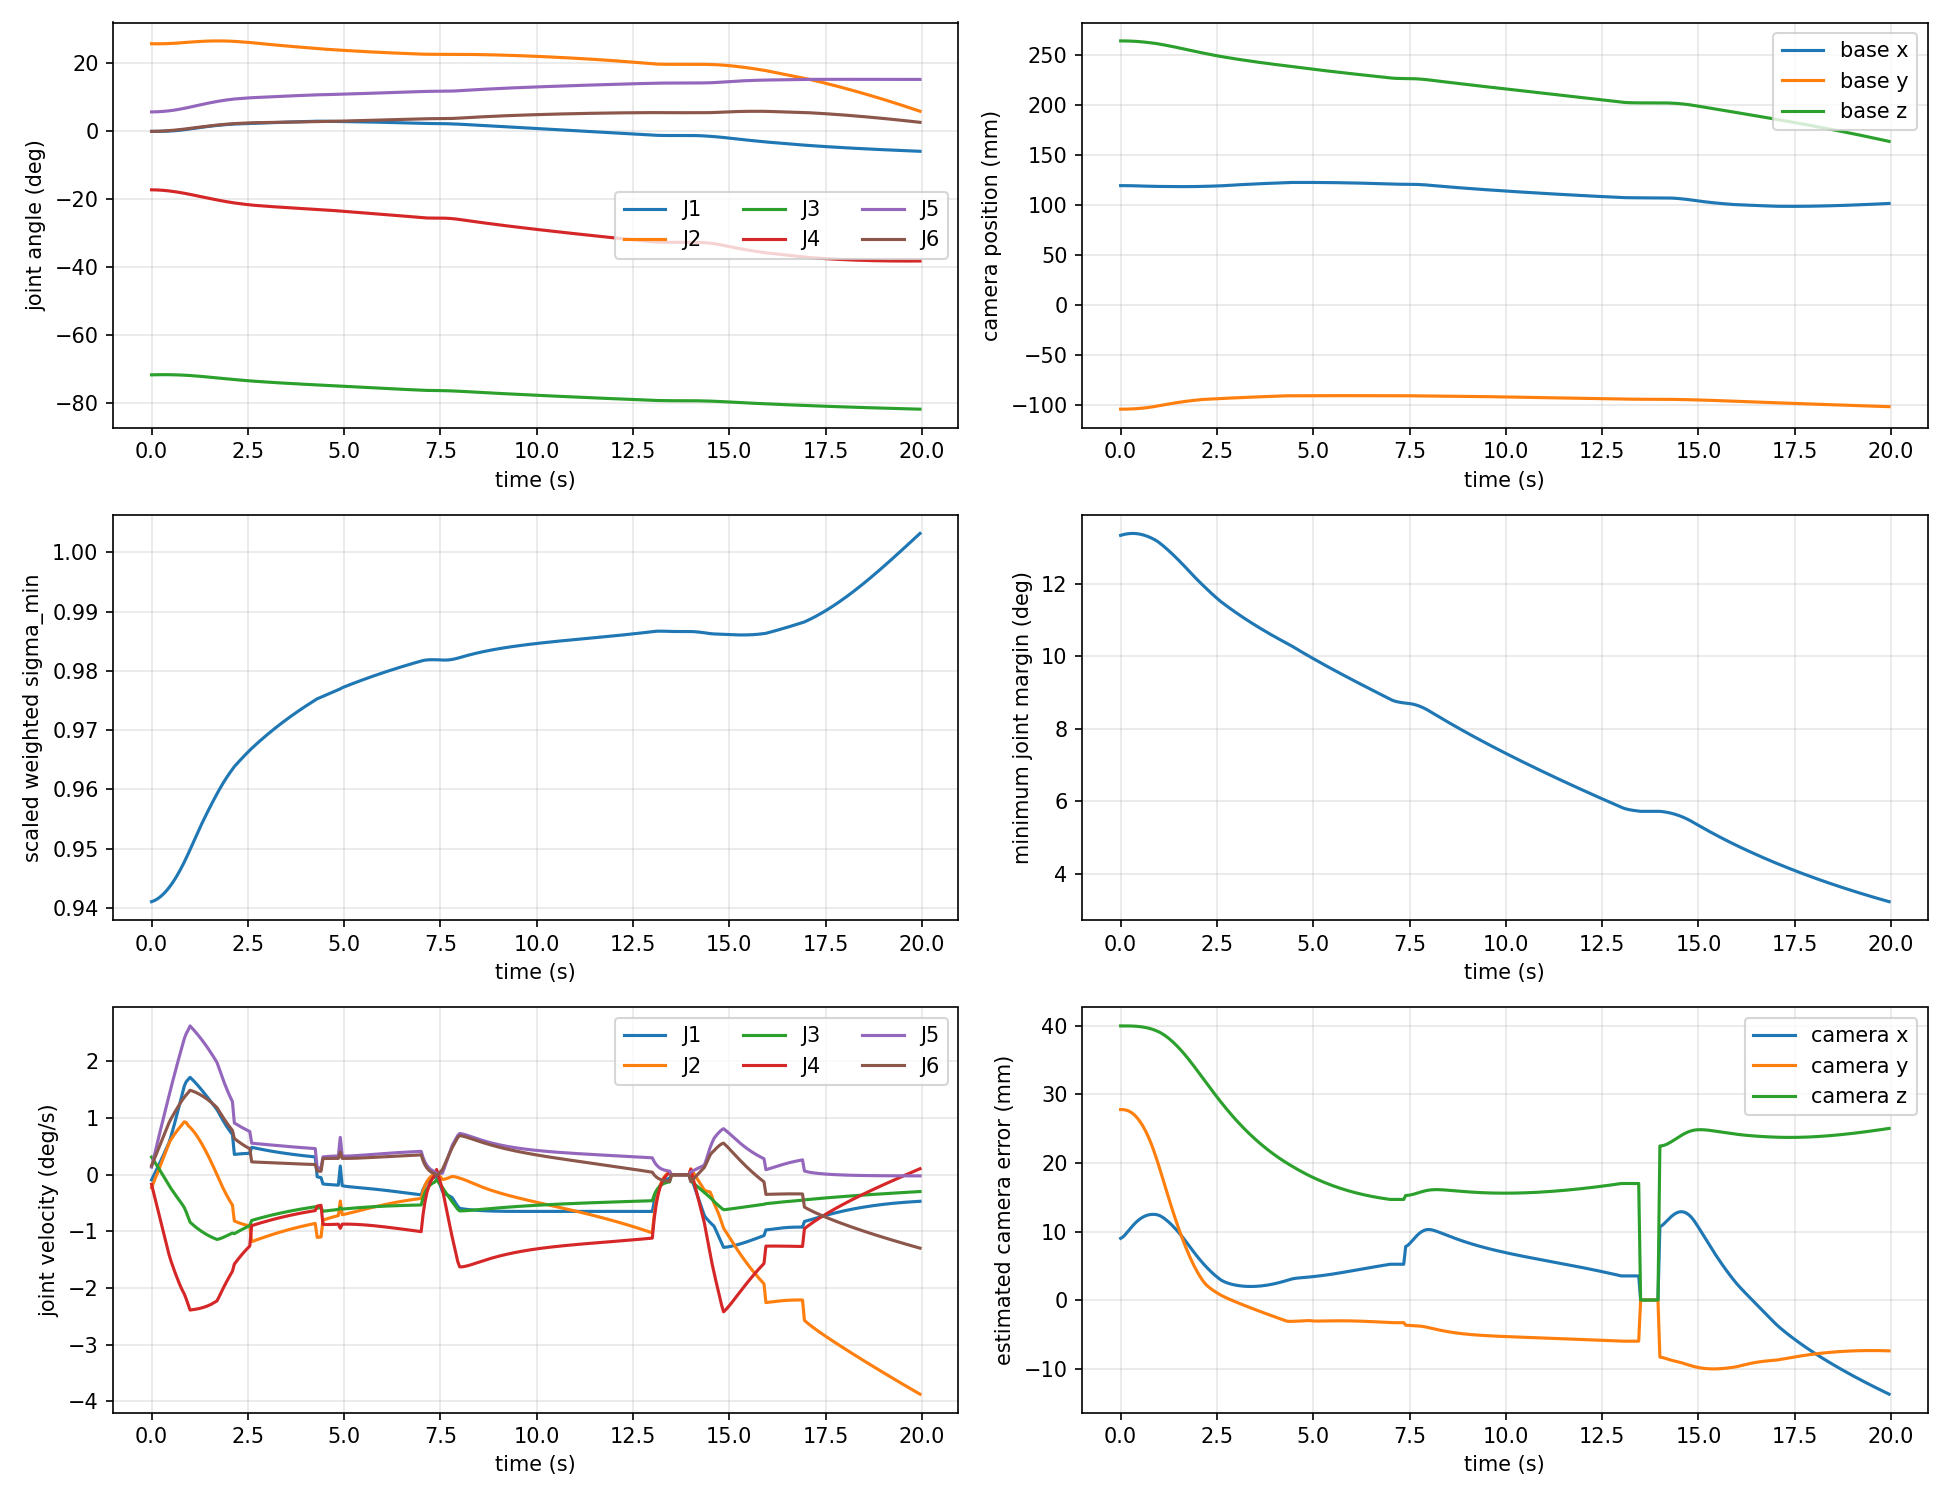 20
0
−20
−40
−60
−80
joint angle (deg)
J1 J3 J5
J2 J4 J6
0.0 2.5 5.0 7.5 10.0 12.5 15.0 17.5 20.0
time (s)
250
200
150
100
50
0
−50
−100
camera position (mm)
base x
base y
base z
0.0 2.5 5.0 7.5 10.0 12.5 15.0 17.5 20.0
time (s)
1.00
0.99
0.98
0.97
0.96
0.95
0.94
scaled weighted sigma_min
0.0 2.5 5.0 7.5 10.0 12.5 15.0 17.5 20.0
time (s)
12
10
8
6
4
minimum joint margin (deg)
0.0 2.5 5.0 7.5 10.0 12.5 15.0 17.5 20.0
time (s)
2
1
0
−1
−2
−3
−4
joint velocity (deg/s)
J1 J3 J5
J2 J4 J6
0.0 2.5 5.0 7.5 10.0 12.5 15.0 17.5 20.0
time (s)
40
30
20
10
0
−10
estimated camera error (mm)
camera x
camera y
camera z
0.0 2.5 5.0 7.5 10.0 12.5 15.0 17.5 20.0
time (s)